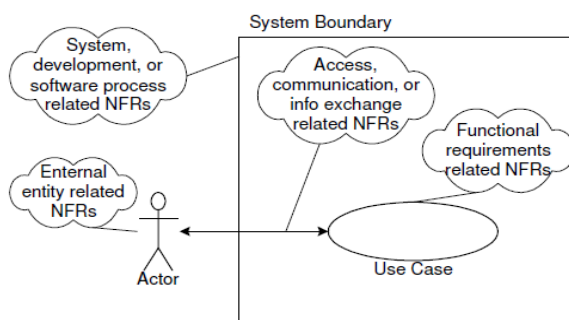 System Boundary
System,
development, or
software process
related NFRs
Access,
communication, or
info exchange
related NFRs
Functional
requirements
related NFRs
Enternal
entity related
NFRs
Actor
Use Case